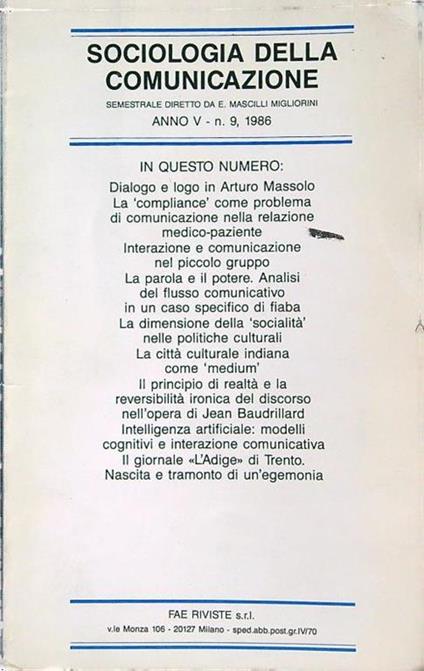 SOCIOLOGIA DELLA
COMUNICAZIONE
SEMESTRALE DIRETTO DA E. MASCILLI MIGLIORINI
ANNO V - n. 9, 1986
IN QUESTO NUMERO:
Dialogo e logo in Arturo Massolo
La 'compliance' come problema
di comunicazione nella relazione
medico-paziente
Interazione e comunicazione
nel piccolo gruppo
La parola e il potere. Analisi
del flusso comunicativo
in un caso specifico di fiaba
La dimensione della 'socialità'
nelle politiche culturali
La città culturale indiana
come 'medium'
Il principio di realtà e la
reversibilità ironica del discorso
nell'opera di Jean Baudrillard
Intelligenza artificiale: modelli
cognitivi e interazione comunicativa
Il giornale «L'Adige» di Trento.
Nascita e tramonto di un'egemonia
FAE RIVISTE s.r.l.
v.le Monza 106 - 20127 Milano - sped.abb.post.gr.IV/70